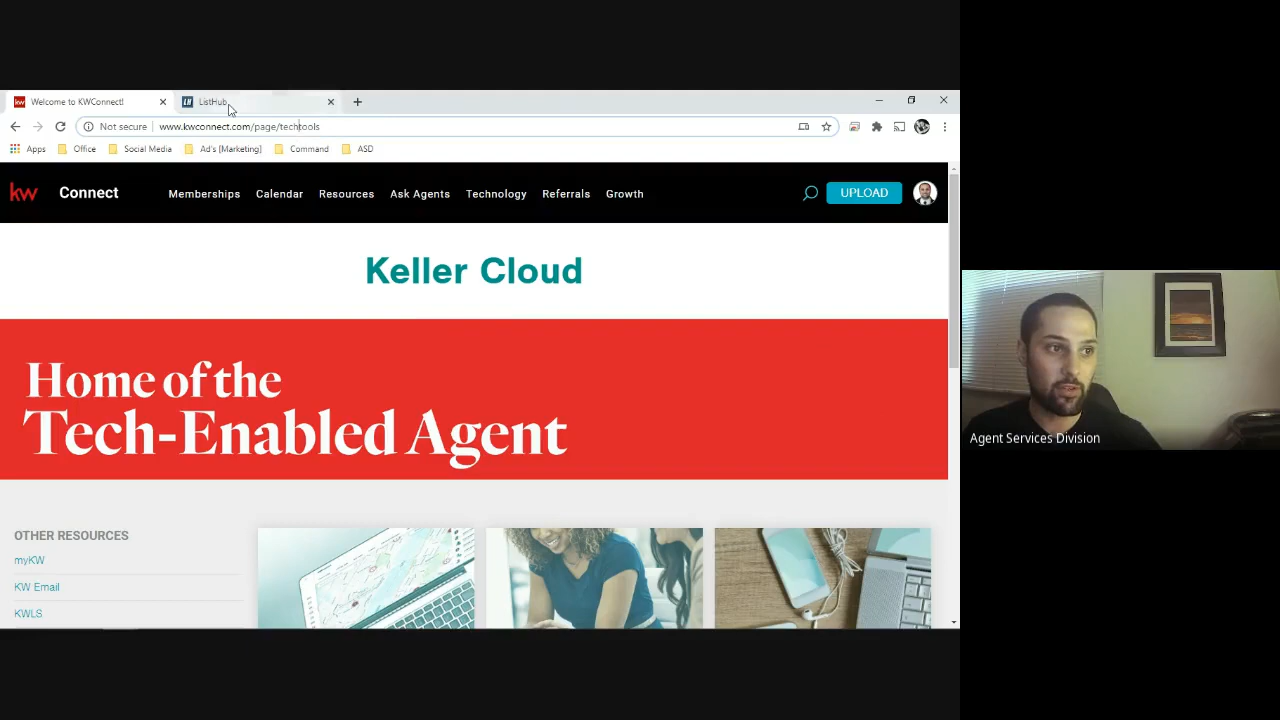 kw Welcome to KWConnect!
LH ListHub
Not secure www.kwconnect.com/page/techtools
Apps Office Social Media Ad's [Marketing] Command ASD
kw Connect Memberships Calendar Resources Ask Agents Technology Referrals Growth UPLOAD
Keller Cloud
Home of the
Tech-Enabled Agent
OTHER RESOURCES
myKW
KW Email
KWLS
Agent Services Division